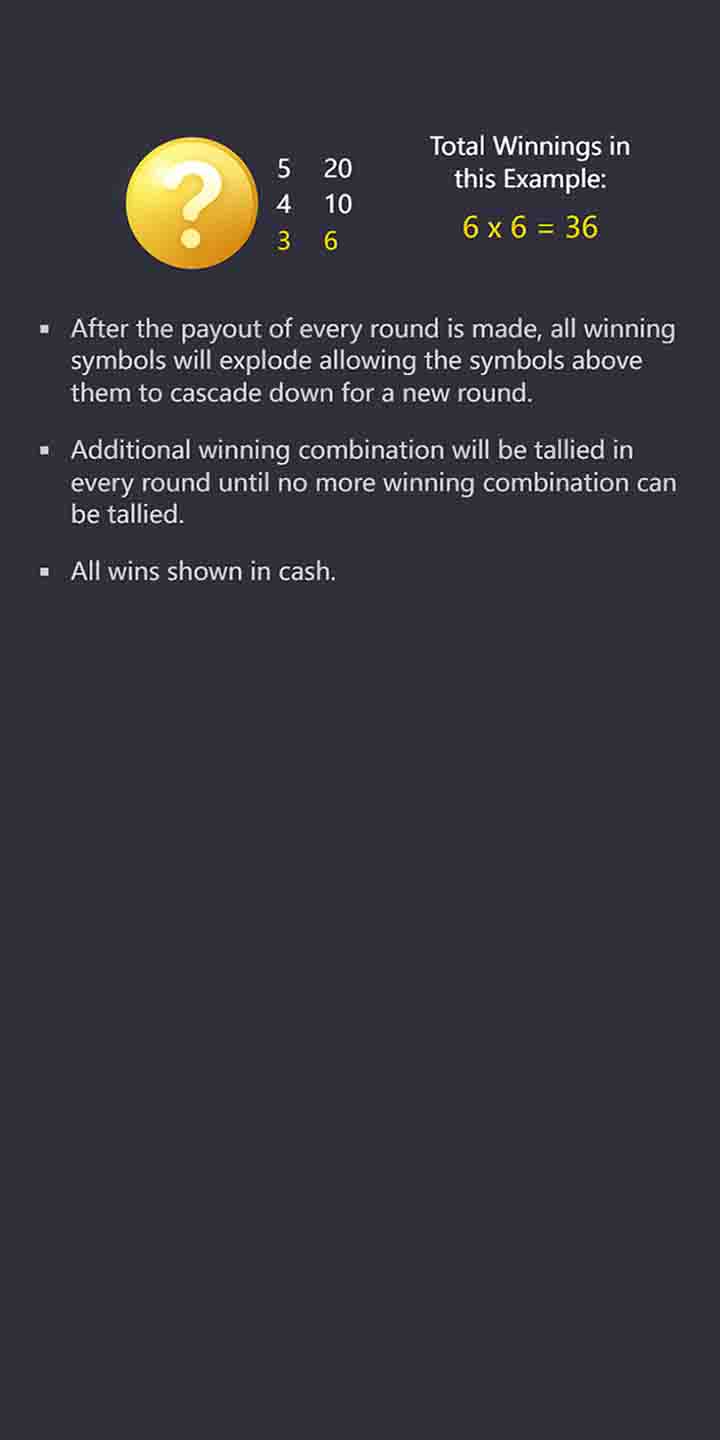 ?
5 20
4 10
3 6
Total Winnings in
this Example:
6 x 6 = 36
▪ After the payout of every round is made, all winning
symbols will explode allowing the symbols above
them to cascade down for a new round.
▪ Additional winning combination will be tallied in
every round until no more winning combination can
be tallied.
▪ All wins shown in cash.